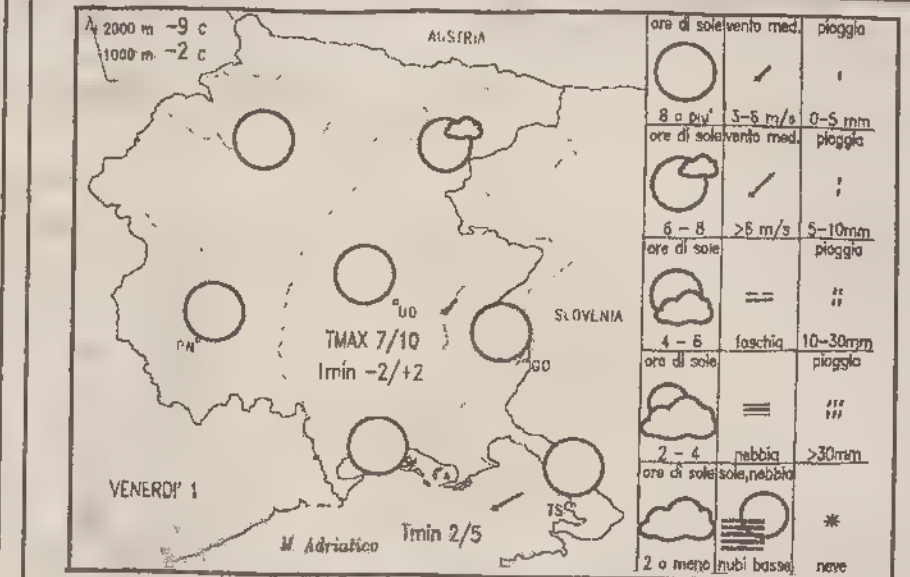 2000 m -9 c
1000 m -2 c
AUSTRIA
SLOVENIA
UD
PN
GO
TMAX 7/10
Tmin -2/+2
VENERDI' 1
TS
Tmin 2/5
M. Adriatico
ore di sole vento med. pioggia
8 o piu' 3-6 m/s 0-5 mm
ore di sole vento med. pioggia
6 - 8 >6 m/s 5-10mm
ore di sole pioggia
4 - 6 foschia 10-30mm
ore di sole pioggia
2 - 4 nebbia >30mm
ore di sole sole,nebbia
2 o meno nubi basse neve